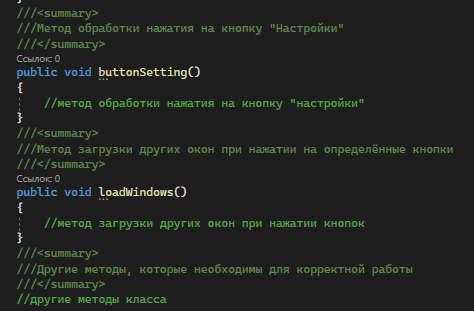 }
///<summary>
///Метод обработки нажатия на кнопку "Настройки"
///</summary>
Ссылок: 0
public void buttonSetting()
{
//метод обработки нажатия на кнопку "настройки"
}
///<summary>
///Метод загрузки других окон при нажатии на определённые кнопки
///</summary>
Ссылок: 0
public void loadWindows()
{
//метод загрузки других окон при нажатии кнопок
}
///<summary>
///Другие методы, которые необходимы для корректной работы
///</summary>
//другие методы класса